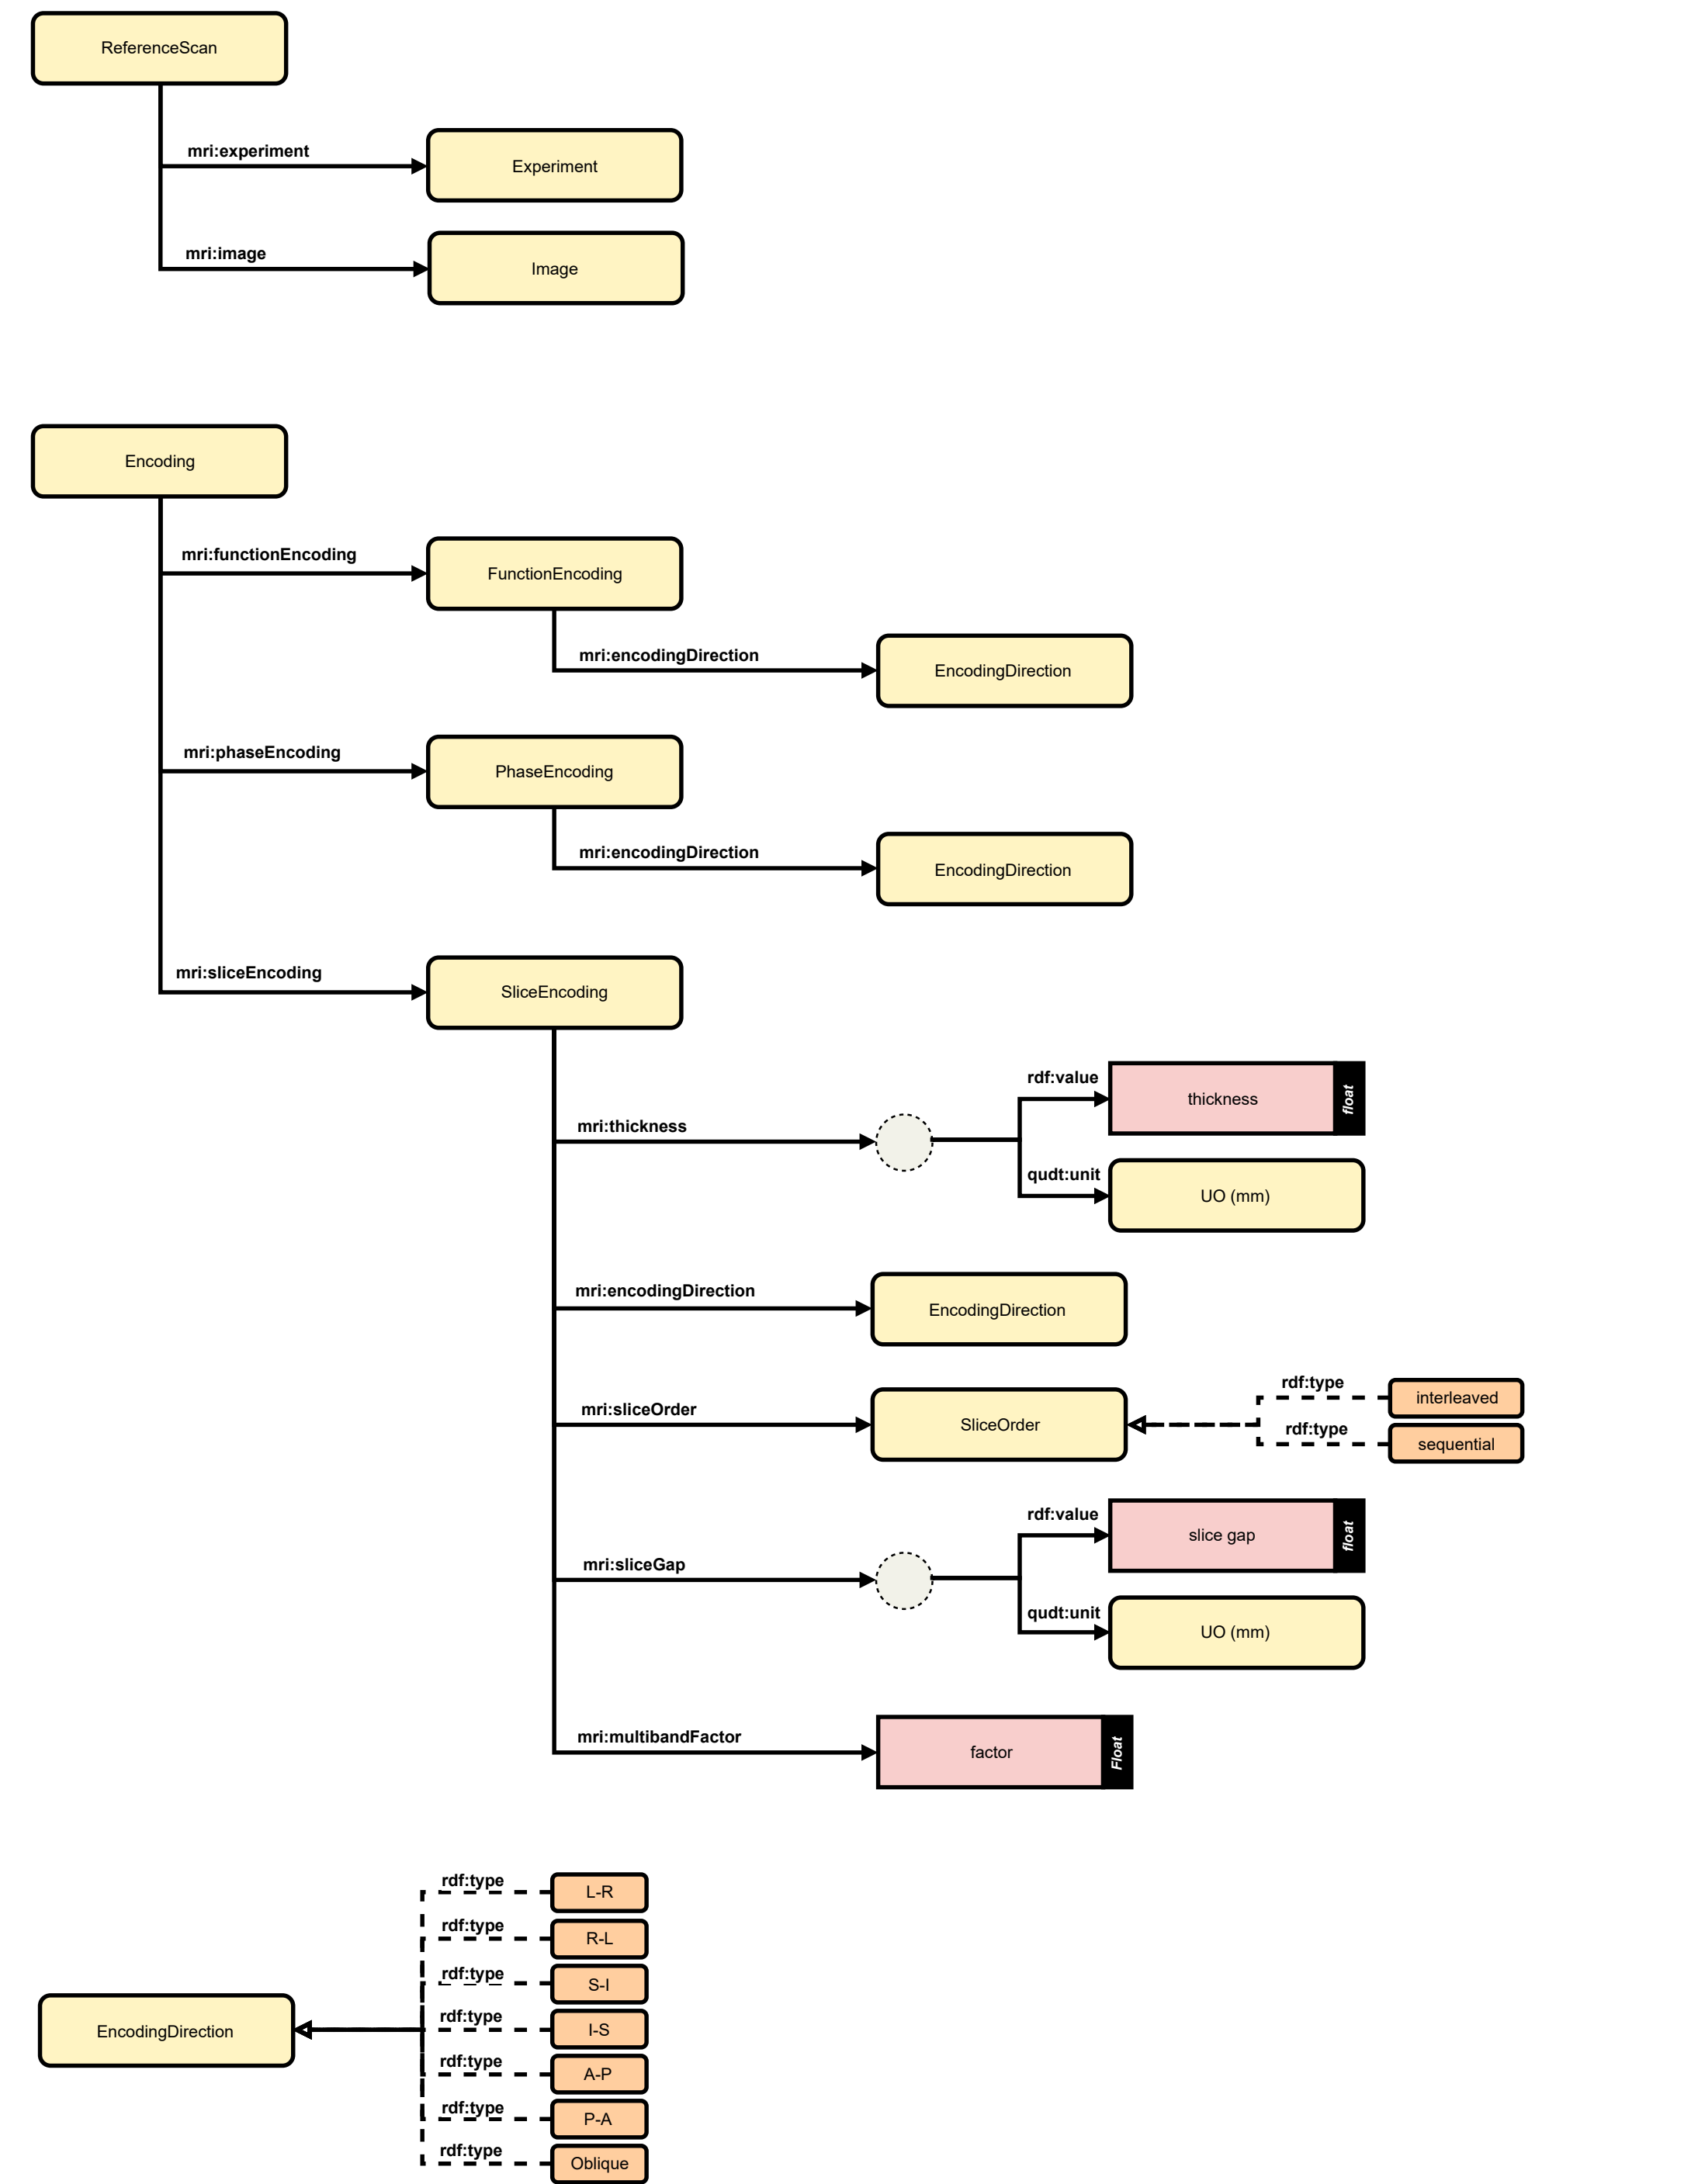 ReferenceScan
mri:experiment
Experiment
mri:image
Image
Encoding
mri:functionEncoding
FunctionEncoding
mri:encodingDirection
EncodingDirection
mri:phaseEncoding
PhaseEncoding
mri:encodingDirection
EncodingDirection
mri:sliceEncoding
SliceEncoding
mri:thickness
rdf:value
thickness
float
qudt:unit
UO (mm)
mri:encodingDirection
EncodingDirection
mri:sliceOrder
SliceOrder
rdf:type
interleaved
rdf:type
sequential
mri:sliceGap
rdf:value
slice gap
float
qudt:unit
UO (mm)
mri:multibandFactor
factor
Float
EncodingDirection
rdf:type
L-R
rdf:type
R-L
rdf:type
S-I
rdf:type
I-S
rdf:type
A-P
rdf:type
P-A
rdf:type
Oblique